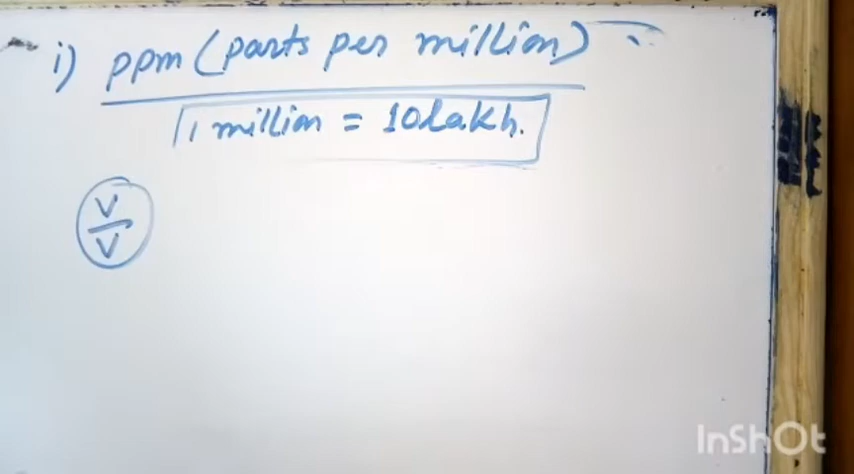 i) ppm (parts per million)
1 million = 10 lakh.
V
V
InShOt